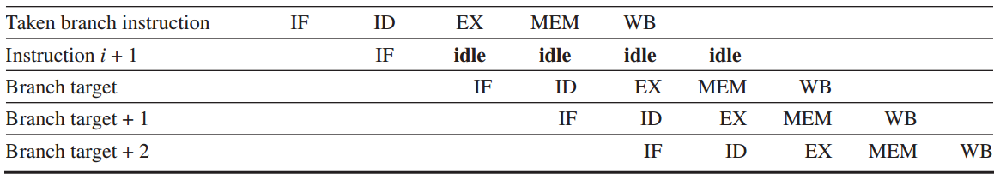 Taken branch instruction IF ID EX MEM WB
Instruction i + 1 IF idle idle idle idle
Branch target IF ID EX MEM WB
Branch target + 1 IF ID EX MEM WB
Branch target + 2 IF ID EX MEM WB